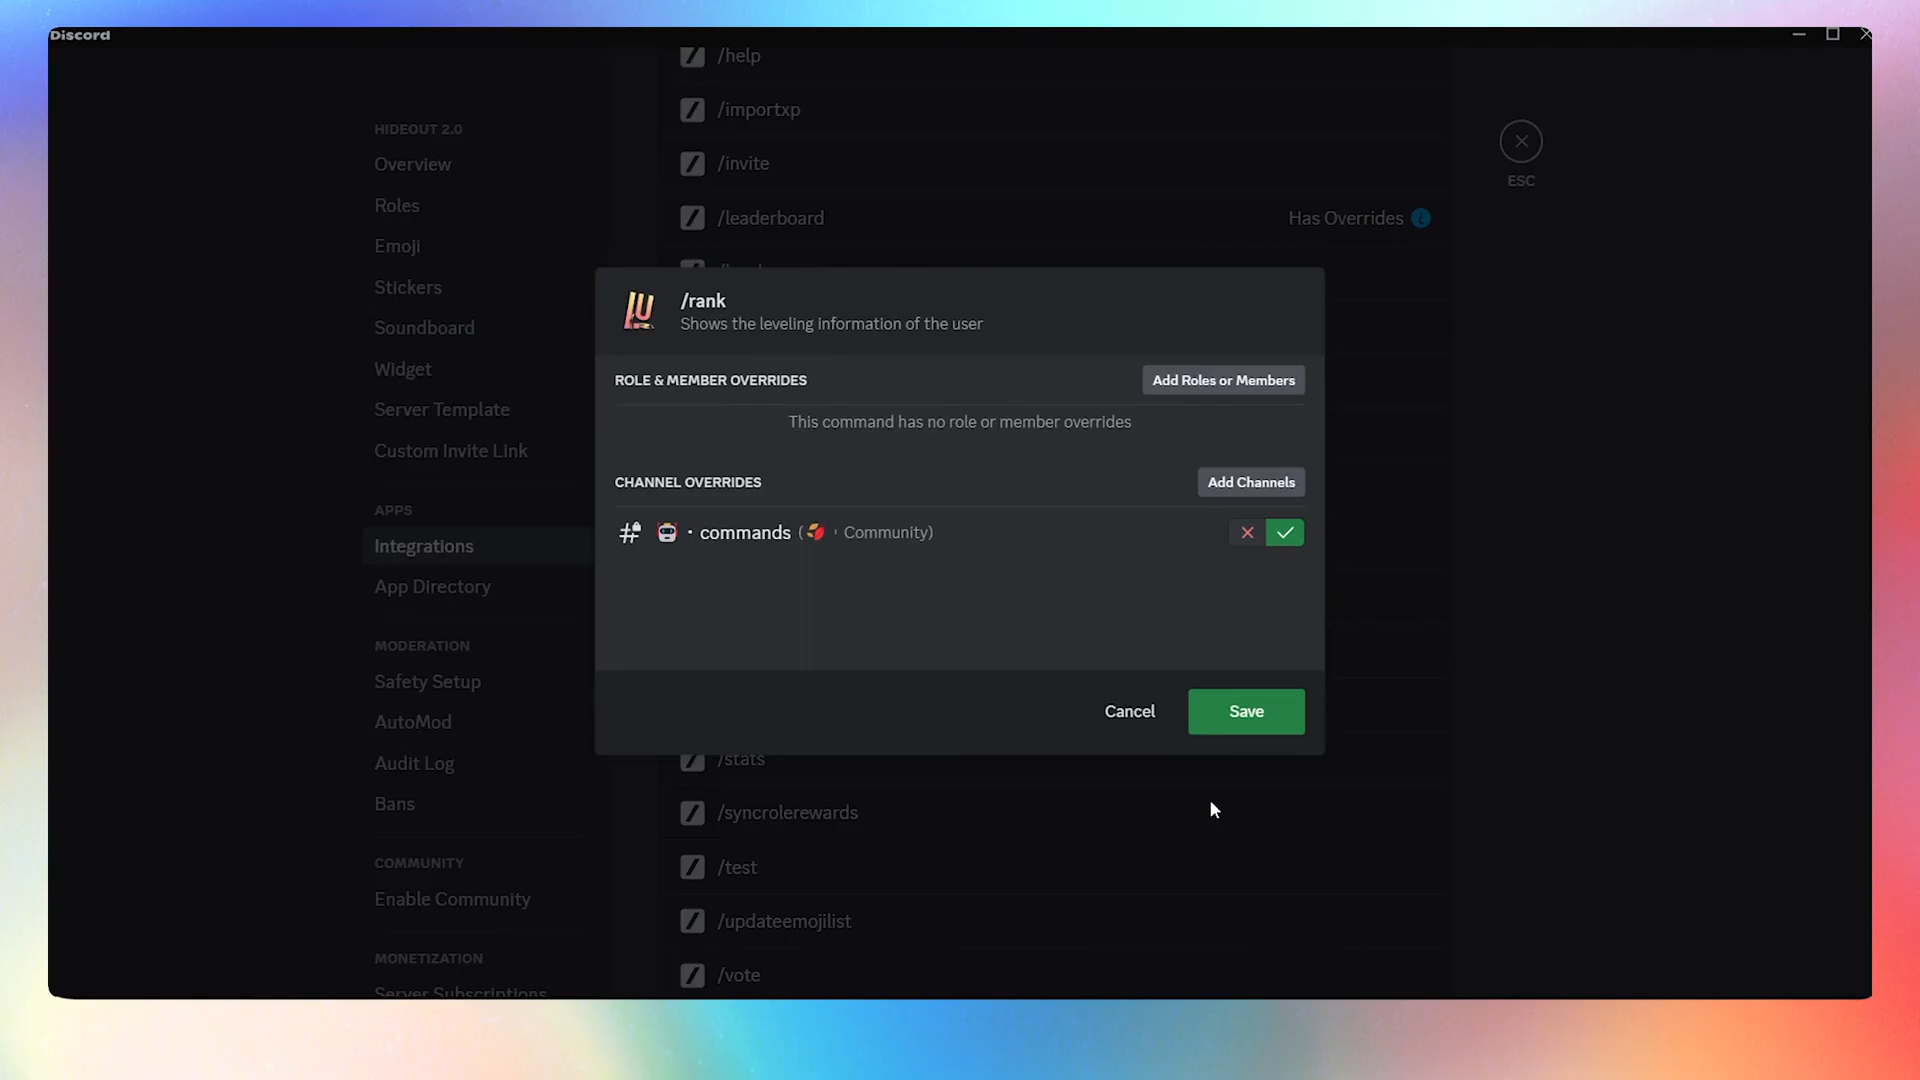 Discord
HIDEOUT 2.0
Overview
Roles
Emoji
Stickers
Soundboard
Widget
Server Template
Custom Invite Link
APPS
Integrations
App Directory
MODERATION
Safety Setup
AutoMod
Audit Log
Bans
COMMUNITY
Enable Community
MONETIZATION
Server Subscriptions
/help
/importxp
/invite
/leaderboard
Has Overrides
ESC
/rank
Shows the leveling information of the user
ROLE & MEMBER OVERRIDES
Add Roles or Members
This command has no role or member overrides
CHANNEL OVERRIDES
Add Channels
commands ( Community)
Cancel
Save
/stats
/syncrolerewards
/test
/updateemojilist
/vote